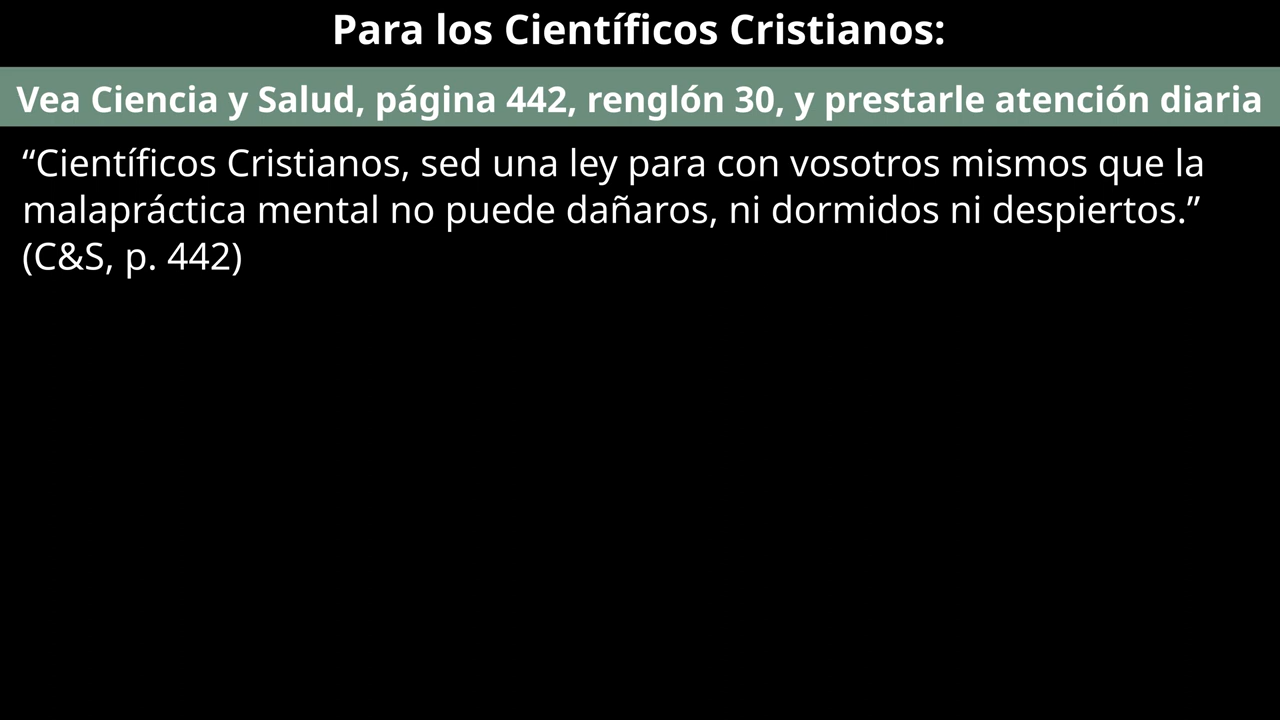 Para los Científicos Cristianos:
Vea Ciencia y Salud, página 442, renglón 30, y prestarle atención diaria
“Científicos Cristianos, sed una ley para con vosotros mismos que la
malapráctica mental no puede dañaros, ni dormidos ni despiertos.”
(C&S, p. 442)